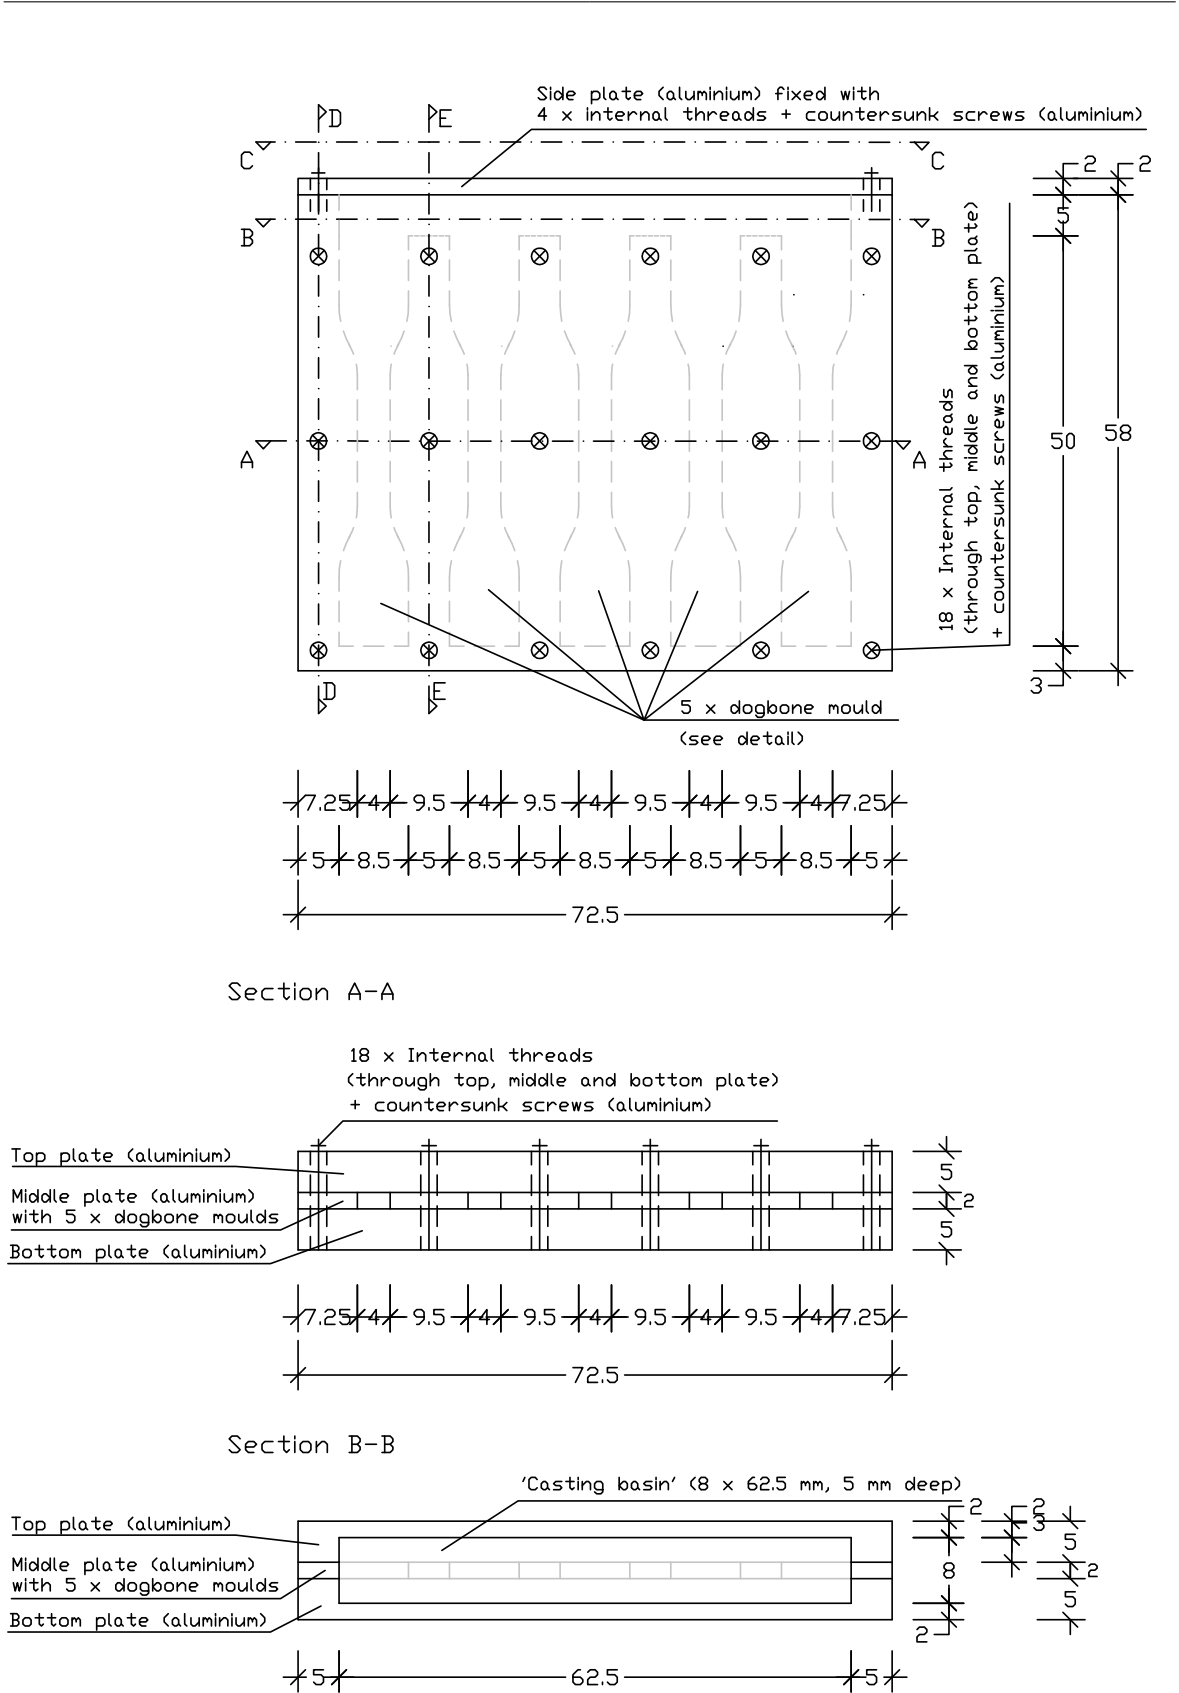 Side plate (aluminium) fixed with
4 x internal threads + countersunk screws (aluminium)
D E
C C
2 2
5
B B
18 x Internal threads
(through top, middle and bottom plate)
+ countersunk screws (aluminium)
A A
50 58
3
D E
5 x dogbone mould
(see detail)
7.25 4 9.5 4 9.5 4 9.5 4 9.5 4 7.25
5 8.5 5 8.5 5 8.5 5 8.5 5 8.5 5
72.5
Section A-A
18 x Internal threads
(through top, middle and bottom plate)
+ countersunk screws (aluminium)
Top plate (aluminium)
Middle plate (aluminium)
with 5 x dogbone moulds
Bottom plate (aluminium)
5
2
5
7.25 4 9.5 4 9.5 4 9.5 4 9.5 4 7.25
72.5
Section B-B
'Casting basin' (8 x 62.5 mm, 5 mm deep)
Top plate (aluminium)
Middle plate (aluminium)
with 5 x dogbone moulds
Bottom plate (aluminium)
2 2
3 5
8 2
5
2
5 62.5 5